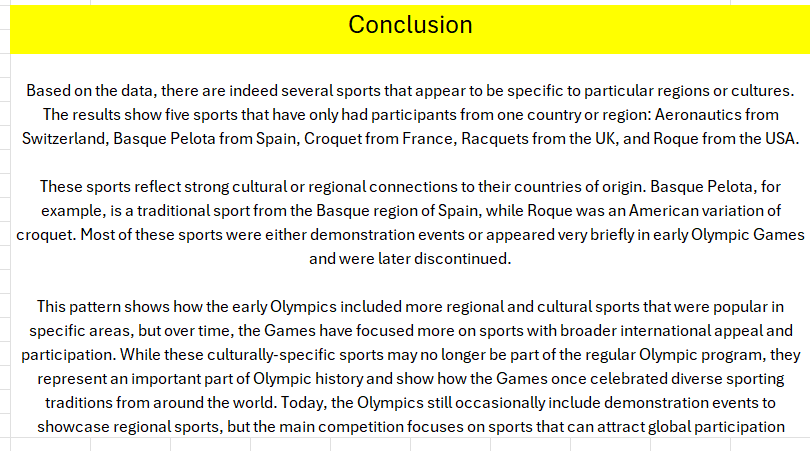 Conclusion
Based on the data, there are indeed several sports that appear to be specific to particular regions or cultures.
The results show five sports that have only had participants from one country or region: Aeronautics from
Switzerland, Basque Pelota from Spain, Croquet from France, Racquets from the UK, and Roque from the USA.
These sports reflect strong cultural or regional connections to their countries of origin. Basque Pelota, for
example, is a traditional sport from the Basque region of Spain, while Roque was an American variation of
croquet. Most of these sports were either demonstration events or appeared very briefly in early Olympic Games
and were later discontinued.
This pattern shows how the early Olympics included more regional and cultural sports that were popular in
specific areas, but over time, the Games have focused more on sports with broader international appeal and
participation. While these culturally-specific sports may no longer be part of the regular Olympic program, they
represent an important part of Olympic history and show how the Games once celebrated diverse sporting
traditions from around the world. Today, the Olympics still occasionally include demonstration events to
showcase regional sports, but the main competition focuses on sports that can attract global participation